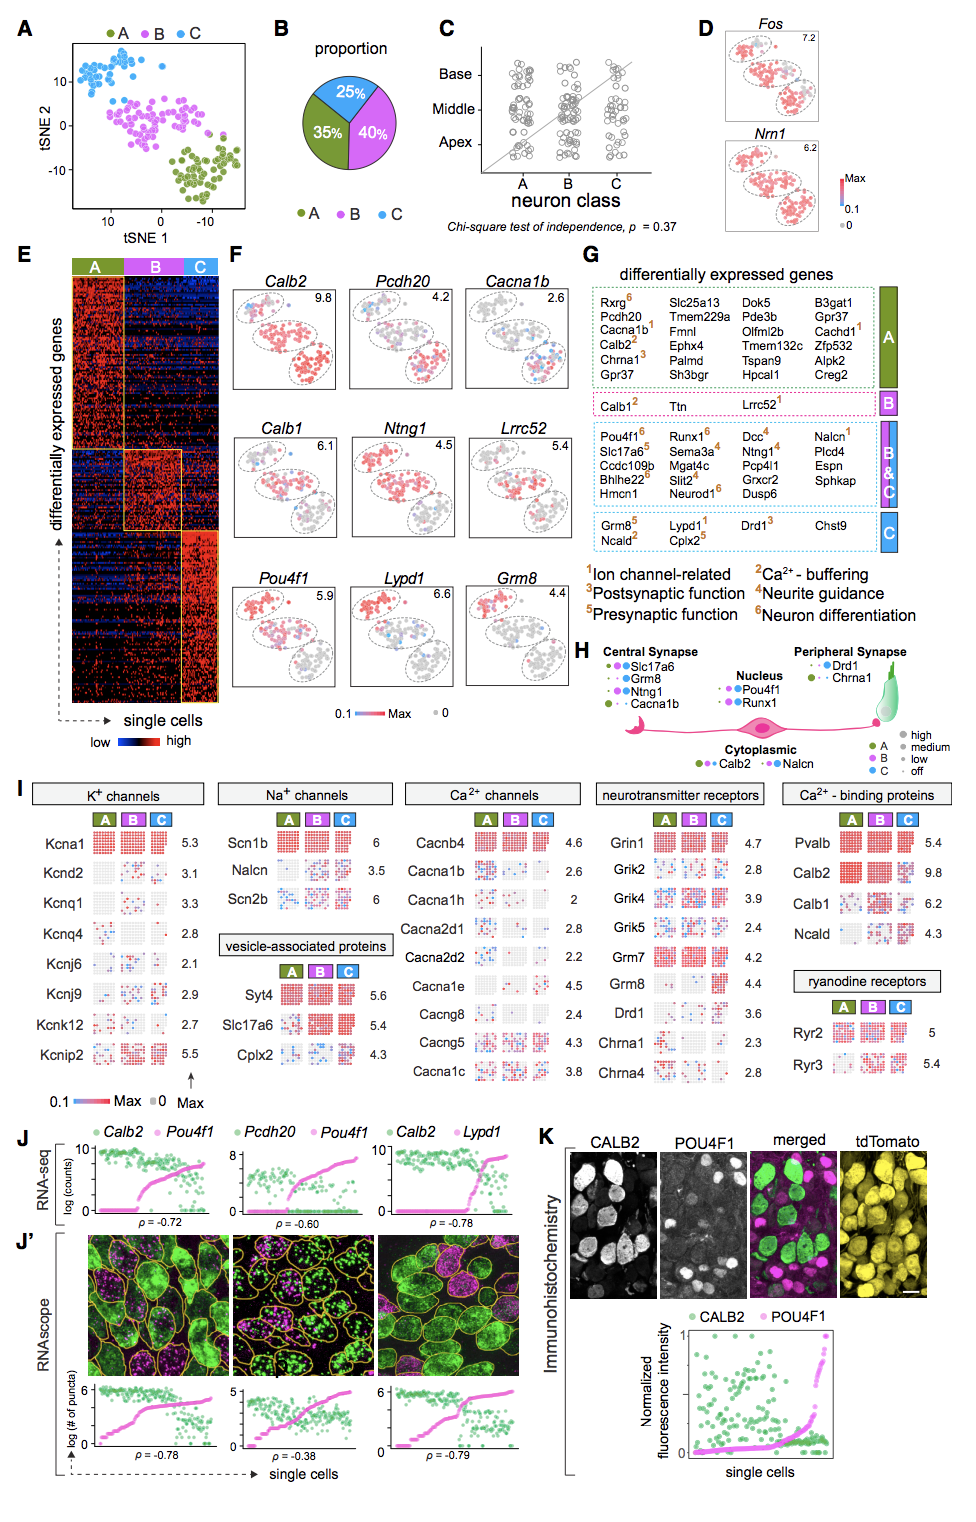 A
A B C
tSNE 2
10
0
-10
10 0 -10
tSNE 1
B
proportion
25%
35%
40%
A B C
C
Base
Middle
Apex
A B C
neuron class
Chi-square test of independence, p = 0.37
D
Fos
7.2
Nrn1
6.2
Max
0.1
0
E
A B C
differentially expressed genes
single cells
low high
F
Calb2 Pcdh20 Cacna1b
9.8 4.2 2.6
Calb1 Ntng1 Lrrc52
6.1 4.5 5.4
Pou4f1 Lypd1 Grm8
5.9 6.6 4.4
0.1 Max 0
G
differentially expressed genes
Rxrg6 Slc25a13 Dok5 B3gat1
Pcdh20 Tmem229a Pde3b Gpr37
Cacna1b1 Fmnl Olfml2b Cachd11
Calb22 Ephx4 Tmem132c Zfp532
Chrna13 Palmd Tspan9 Alpk2
Gpr37 Sh3bgr Hpcal1 Creg2
A
Calb12 Ttn Lrrc521
B
Pou4f16 Runx16 Dcc4 Nalcn1
Slc17a65 Sema3a4 Ntng14 Plcd4
Ccdc109b Mgat4c Pcp4l1 Espn
Bhlhe226 Slit24 Grxcr2 Sphkap
Hmcn1 Neurod16 Dusp6
B & C
Grm85 Lypd11 Drd13 Chst9
Ncald2 Cplx25
C
1Ion channel-related 2Ca2+ - buffering
3Postsynaptic function 4Neurite guidance
5Presynaptic function 6Neuron differentiation
H
Central Synapse
Slc17a6
Grm8
Ntng1
Cacna1b
Nucleus
Pou4f1
Runx1
Peripheral Synapse
Drd1
Chrna1
Cytoplasmic
Calb2 Nalcn
A
B
C
high
medium
low
off
I
K+ channels
A B C
Kcna1 5.3
Kcnd2 3.1
Kcnq1 3.3
Kcnq4 2.8
Kcnj6 2.1
Kcnj9 2.9
Kcnk12 2.7
Kcnip2 5.5
0.1 Max 0 Max
Na+ channels
A B C
Scn1b 6
Nalcn 3.5
Scn2b 6
vesicle-associated proteins
A B C
Syt4 5.6
Slc17a6 5.4
Cplx2 4.3
Ca2+ channels
A B C
Cacnb4 4.6
Cacna1b 2.6
Cacna1h 2
Cacna2d1 2.8
Cacna2d2 2.2
Cacna1e 4.5
Cacng8 2.4
Cacng5 4.3
Cacna1c 3.8
neurotransmitter receptors
A B C
Grin1 4.7
Grik2 2.8
Grik4 3.9
Grik5 2.4
Grm7 4.2
Grm8 4.4
Drd1 3.6
Chrna1 2.3
Chrna4 2.8
Ca2+ - binding proteins
A B C
Pvalb 5.4
Calb2 9.8
Calb1 6.2
Ncald 4.3
ryanodine receptors
A B C
Ryr2 5
Ryr3 5.4
J
Calb2 Pou4f1 Pcdh20 Pou4f1 Calb2 Lypd1
RNA-seq
log (counts)
10
0
8
0
10
0
ρ = -0.72 ρ = -0.60 ρ = -0.78
J’
RNAscope
log (# of puncta)
6
0
5
0
6
0
ρ = -0.78 ρ = -0.38 ρ = -0.79
single cells
K
CALB2 POU4F1 merged tdTomato
Immunohistochemistry
CALB2 POU4F1
Normalized
fluorescence intensity
1
0
single cells